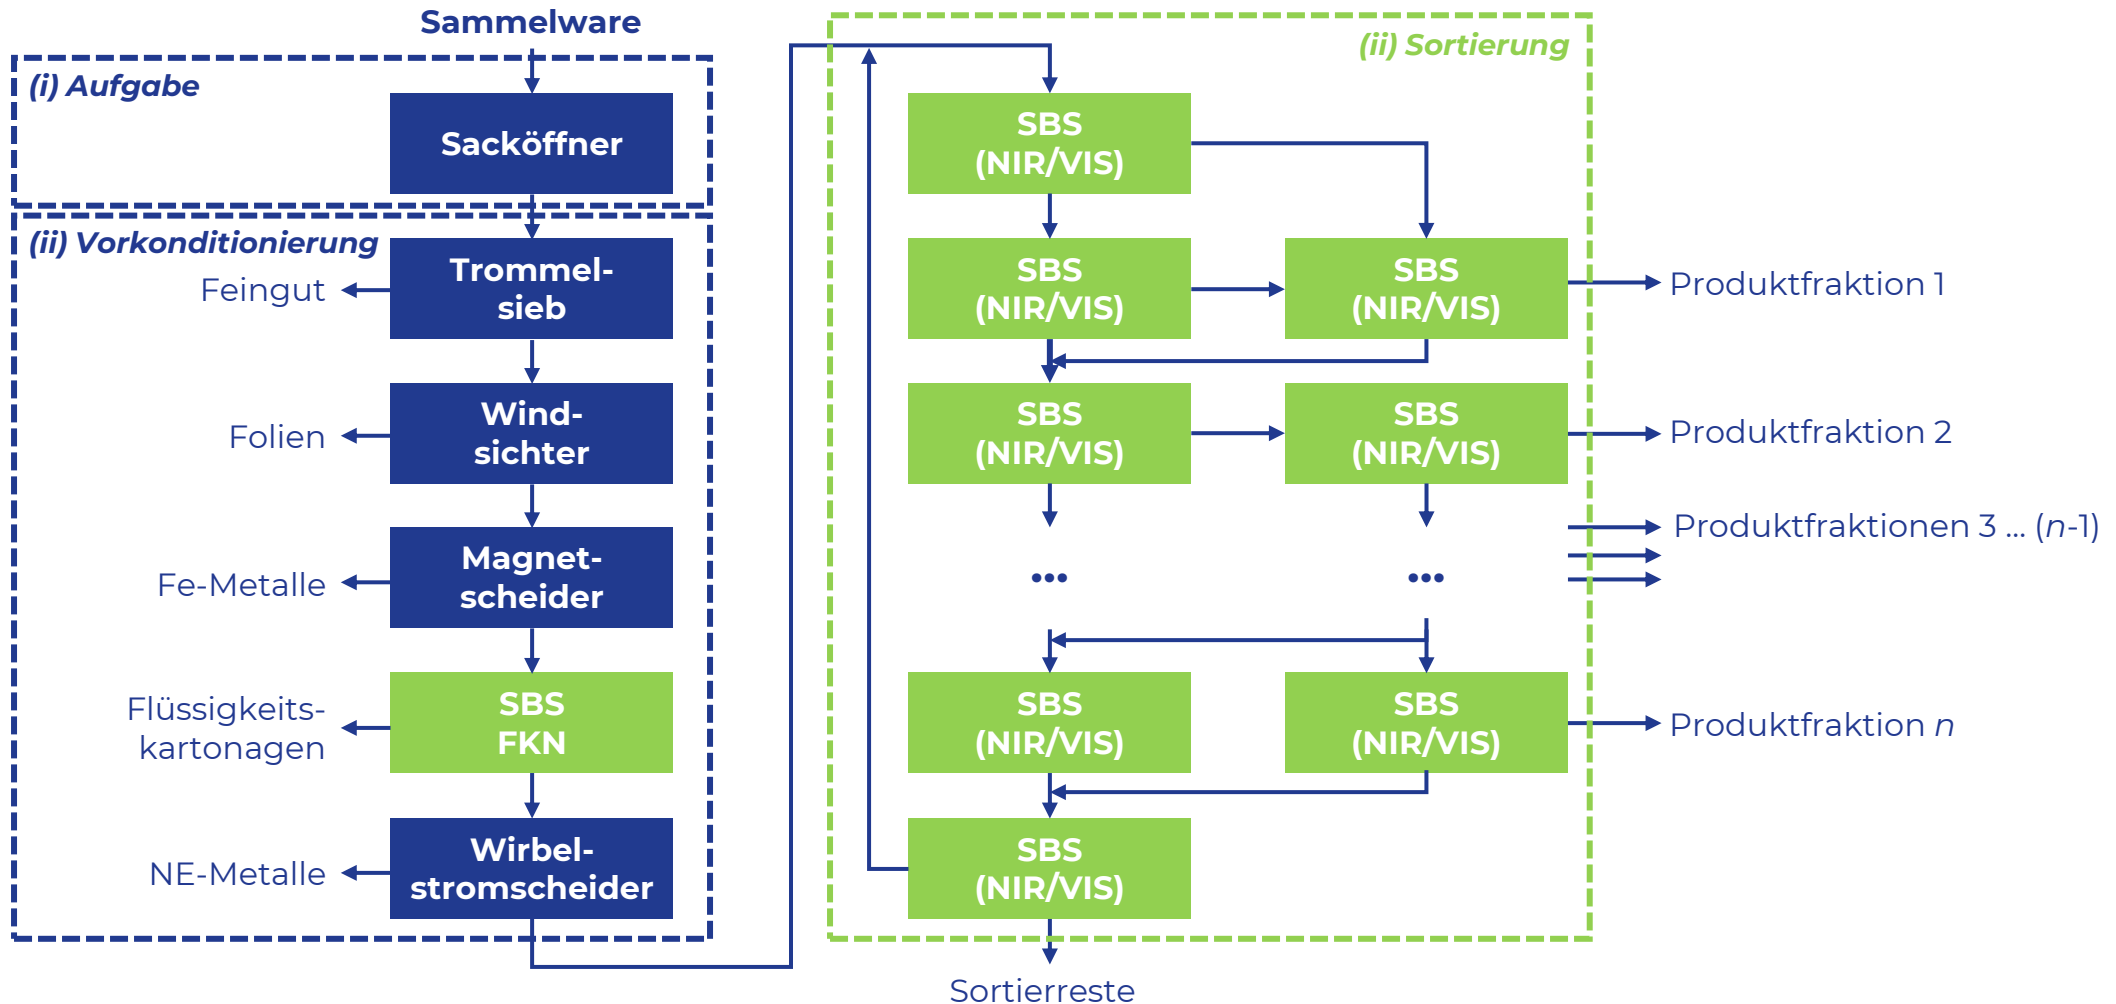 Sammelware
(i) Aufgabe
Sacköffner
(ii) Vorkonditionierung
Trommel-
sieb
Feingut
Wind-
sichter
Folien
Magnet-
scheider
Fe-Metalle
SBS
FKN
Flüssigkeits-
kartonagen
Wirbel-
stromscheider
NE-Metalle
(ii) Sortierung
SBS
(NIR/VIS)
SBS
(NIR/VIS)
SBS
(NIR/VIS)
Produktfraktion 1
SBS
(NIR/VIS)
SBS
(NIR/VIS)
Produktfraktion 2
...
...
Produktfraktionen 3 ... (n-1)
SBS
(NIR/VIS)
SBS
(NIR/VIS)
Produktfraktion n
SBS
(NIR/VIS)
Sortierreste